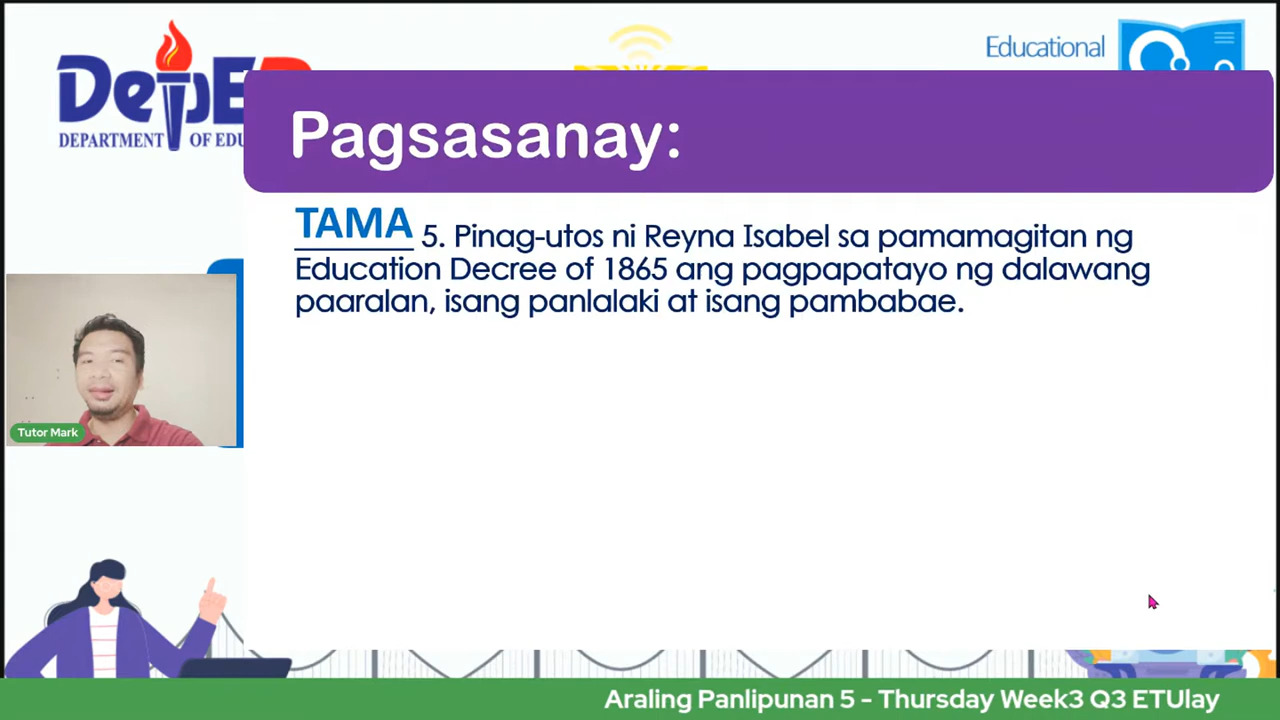 DepE
DEPARTMENT OF EDU
Educational
Pagsasanay:
TAMA 5. Pinag-utos ni Reyna Isabel sa pamamagitan ng
Education Decree of 1865 ang pagpapatayo ng dalawang
paaralan, isang panlalaki at isang pambabae.
Tutor Mark
Araling Panlipunan 5 - Thursday Week3 Q3 ETUlay